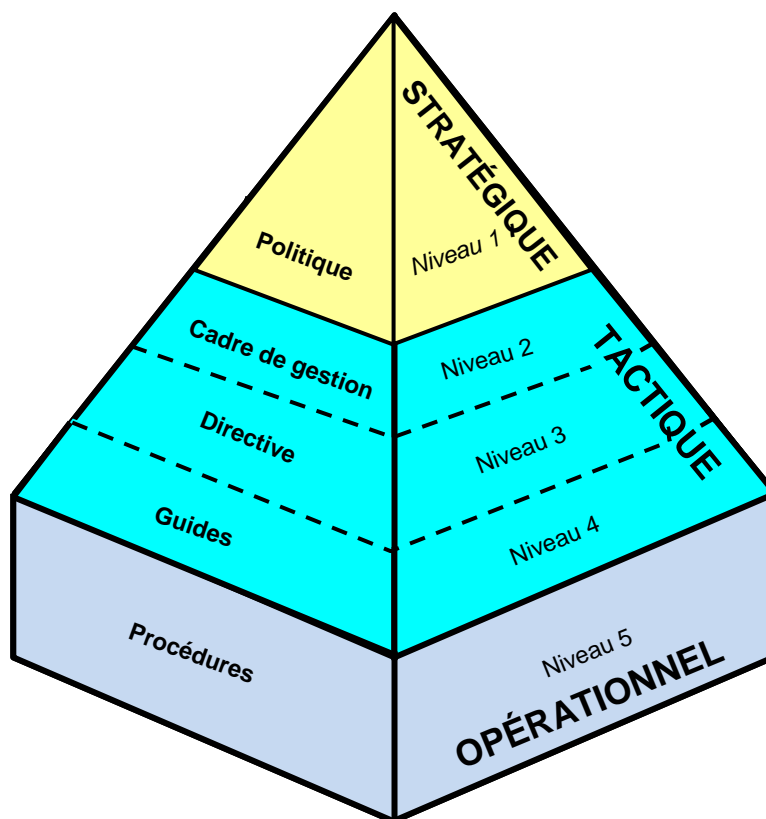 STRATÉGIQUE
Politique
Niveau 1
TACTIQUE
Cadre de gestion
Niveau 2
Directive
Niveau 3
Guides
Niveau 4
Procédures
Niveau 5
OPÉRATIONNEL